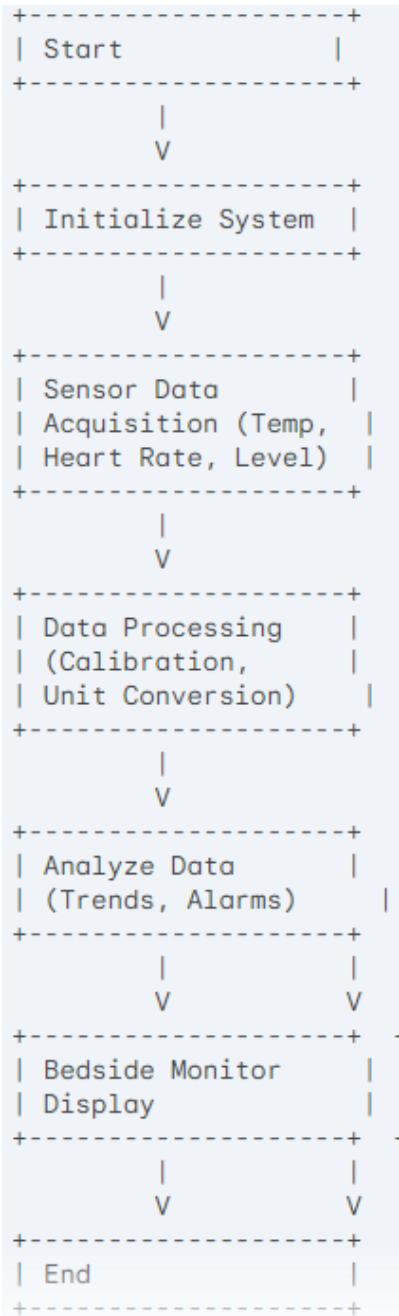 +--------------------+
| Start              |
+--------------------+
         |
         V
+--------------------+
| Initialize System  |
+--------------------+
         |
         V
+--------------------+
| Sensor Data        |
| Acquisition (Temp,  |
| Heart Rate, Level)  |
+--------------------+
         |
         V
+--------------------+
| Data Processing    |
| (Calibration,      |
| Unit Conversion)    |
+--------------------+
         |
         V
+--------------------+
| Analyze Data       |
| (Trends, Alarms)     |
+--------------------+
         |           |
         V           V
+--------------------+  +
| Bedside Monitor     |
| Display             |
+--------------------+  +
         |           |
         V           V
+--------------------+
| End                |
+--------------------+